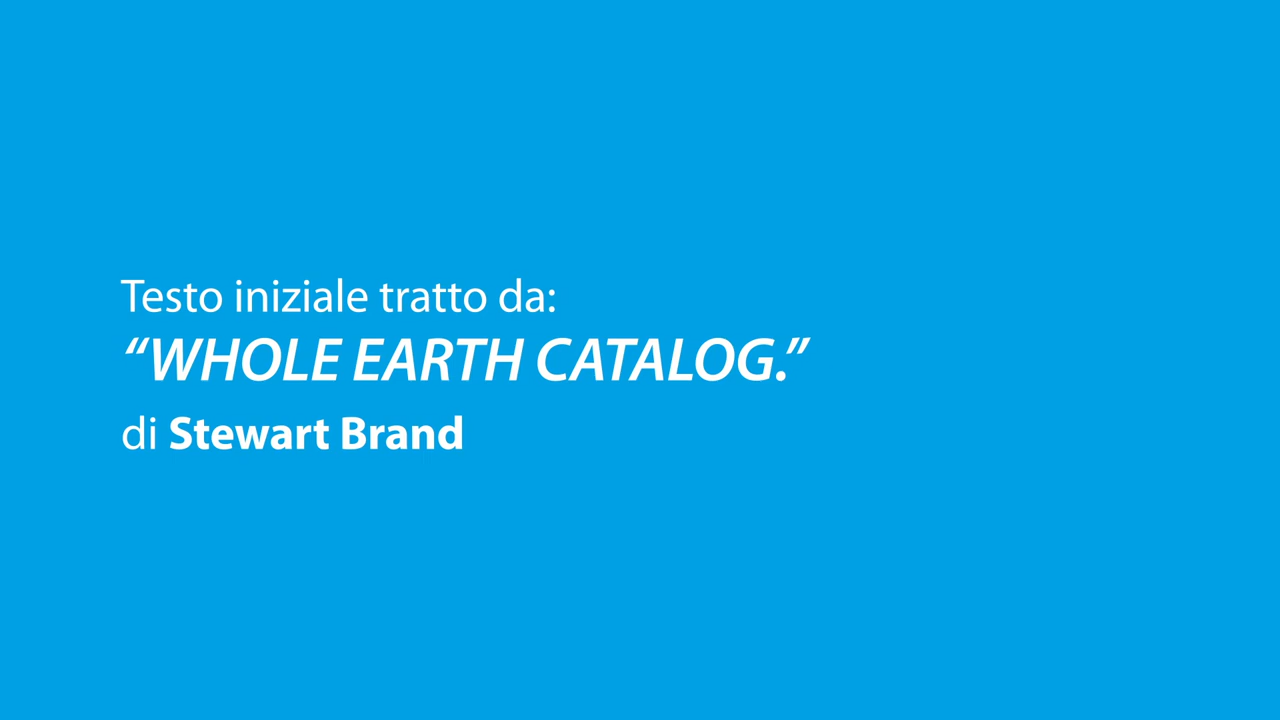 Testo iniziale tratto da:
“WHOLE EARTH CATALOG.”
di Stewart Brand